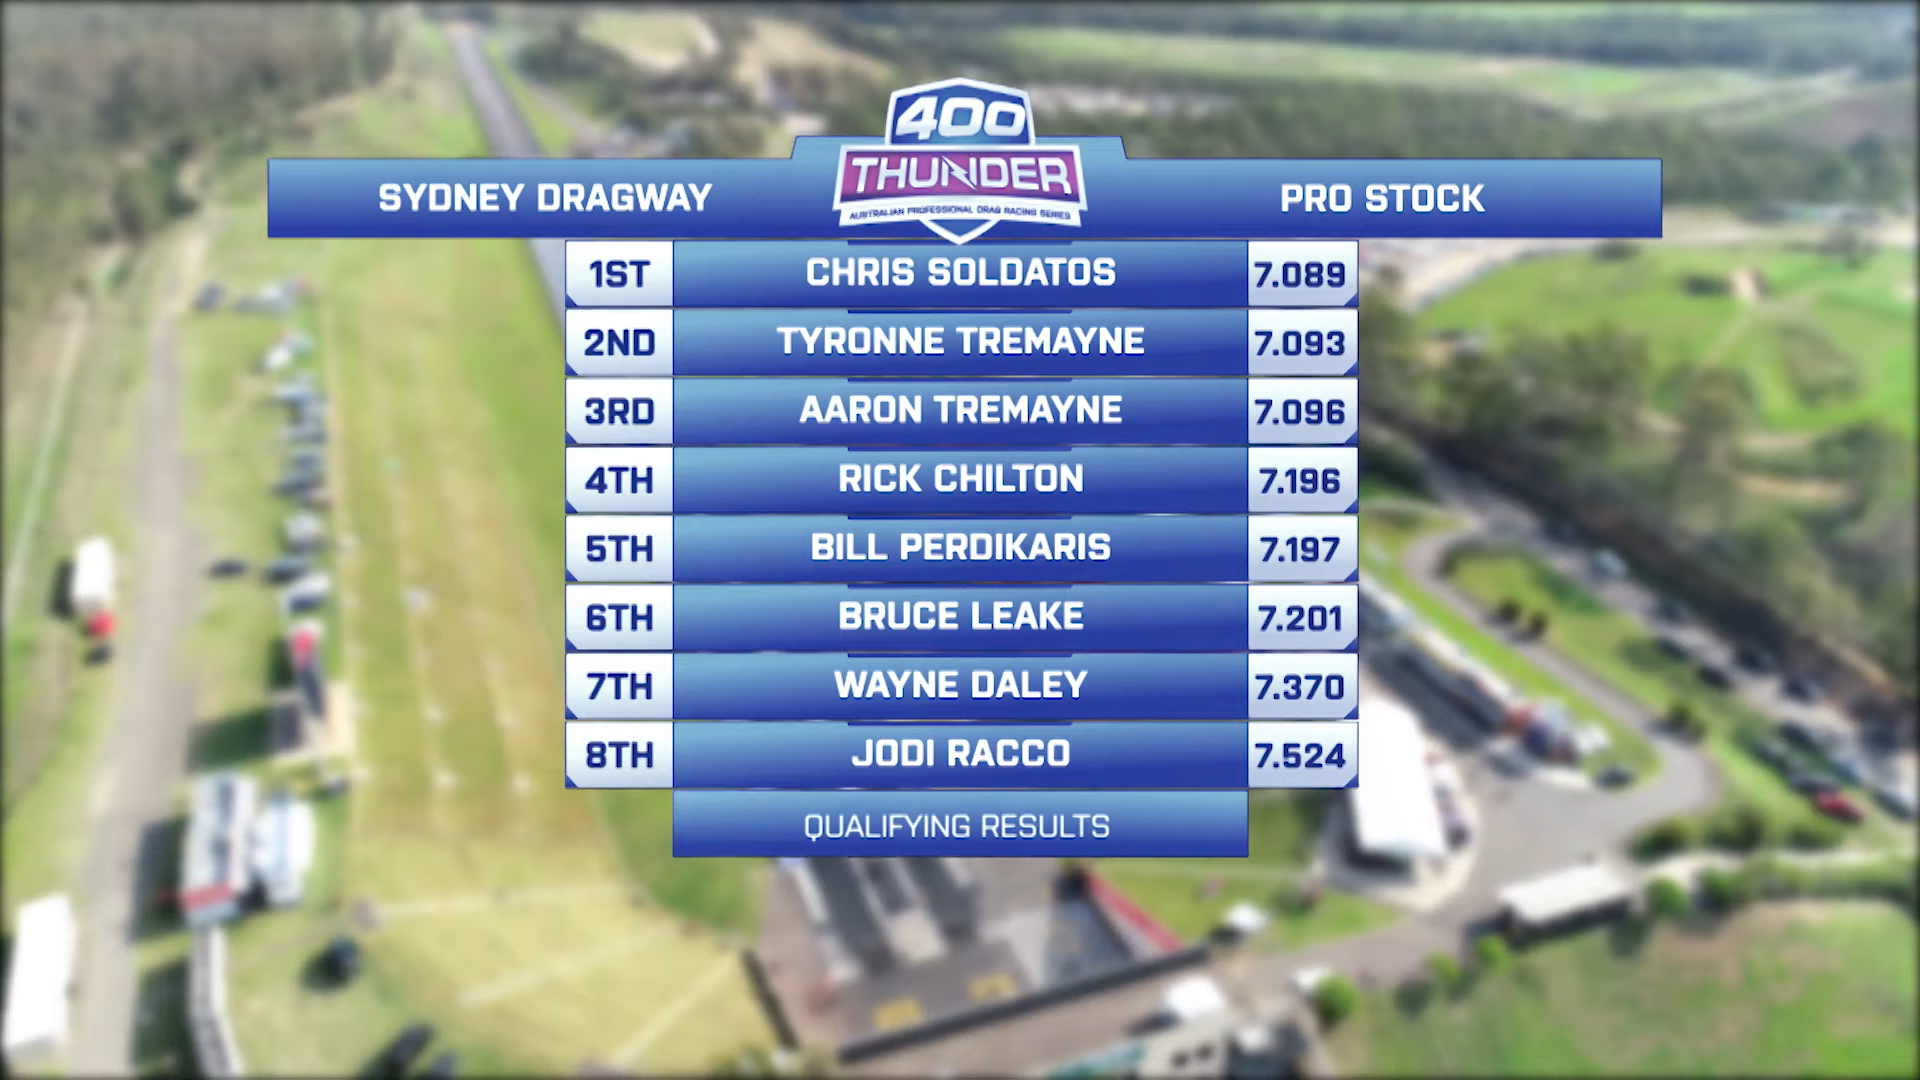 400
THUNDER
AUSTRALIAN PROFESSIONAL DRAG RACING SERIES
SYDNEY DRAGWAY
PRO STOCK
1ST CHRIS SOLDATOS 7.089
2ND TYRONNE TREMAYNE 7.093
3RD AARON TREMAYNE 7.096
4TH RICK CHILTON 7.196
5TH BILL PERDIKARIS 7.197
6TH BRUCE LEAKE 7.201
7TH WAYNE DALEY 7.370
8TH JODI RACCO 7.524
QUALIFYING RESULTS